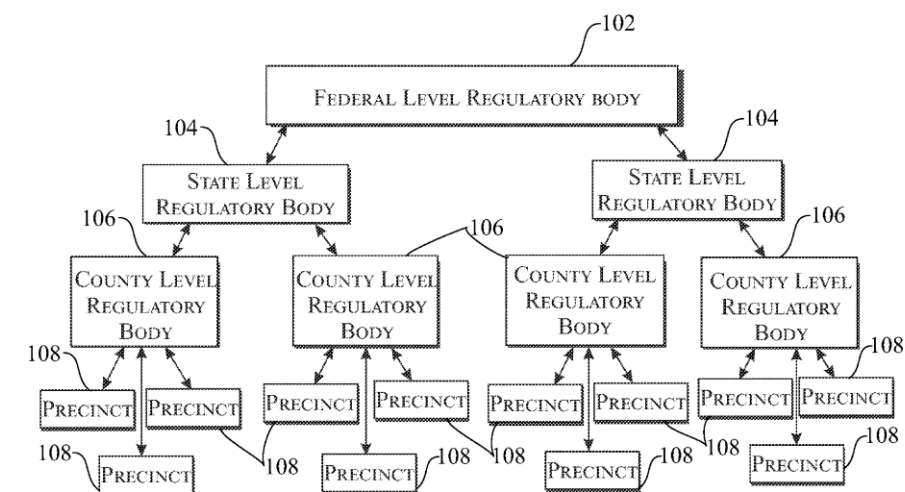 102
FEDERAL LEVEL REGULATORY BODY
104
104
STATE LEVEL
REGULATORY BODY
STATE LEVEL
REGULATORY BODY
106
106
106
COUNTY LEVEL
REGULATORY
BODY
COUNTY LEVEL
REGULATORY
BODY
COUNTY LEVEL
REGULATORY
BODY
COUNTY LEVEL
REGULATORY
BODY
108
108
PRECINCT
PRECINCT
PRECINCT
PRECINCT
PRECINCT
PRECINCT
PRECINCT
PRECINCT
108
108
108
108
PRECINCT
108
PRECINCT
108
PRECINCT
108
PRECINCT
108